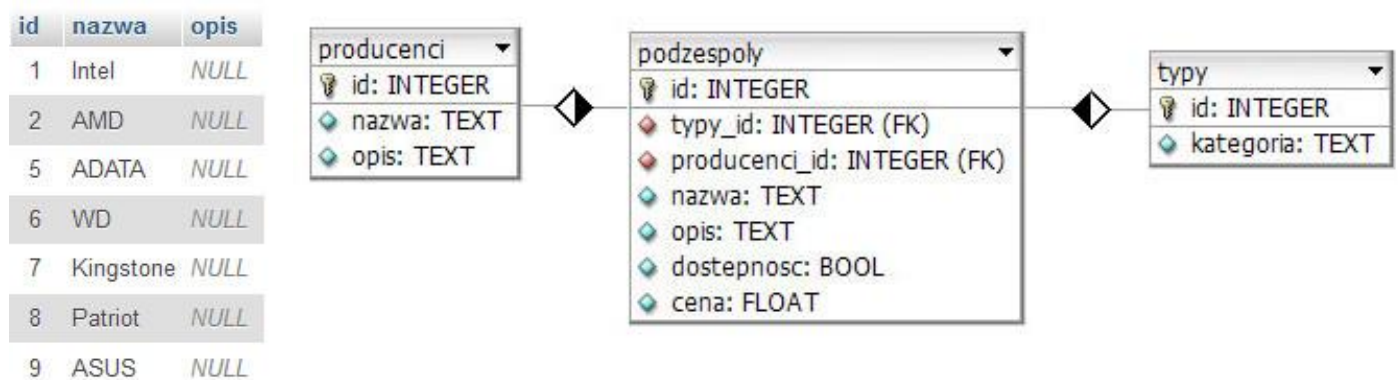 id nazwa opis
1 Intel NULL
2 AMD NULL
5 ADATA NULL
6 WD NULL
7 Kingstone NULL
8 Patriot NULL
9 ASUS NULL
producenci
id: INTEGER
nazwa: TEXT
opis: TEXT
podzespoly
id: INTEGER
typy_id: INTEGER (FK)
producenci_id: INTEGER (FK)
nazwa: TEXT
opis: TEXT
dostepnosc: BOOL
cena: FLOAT
typy
id: INTEGER
kategoria: TEXT